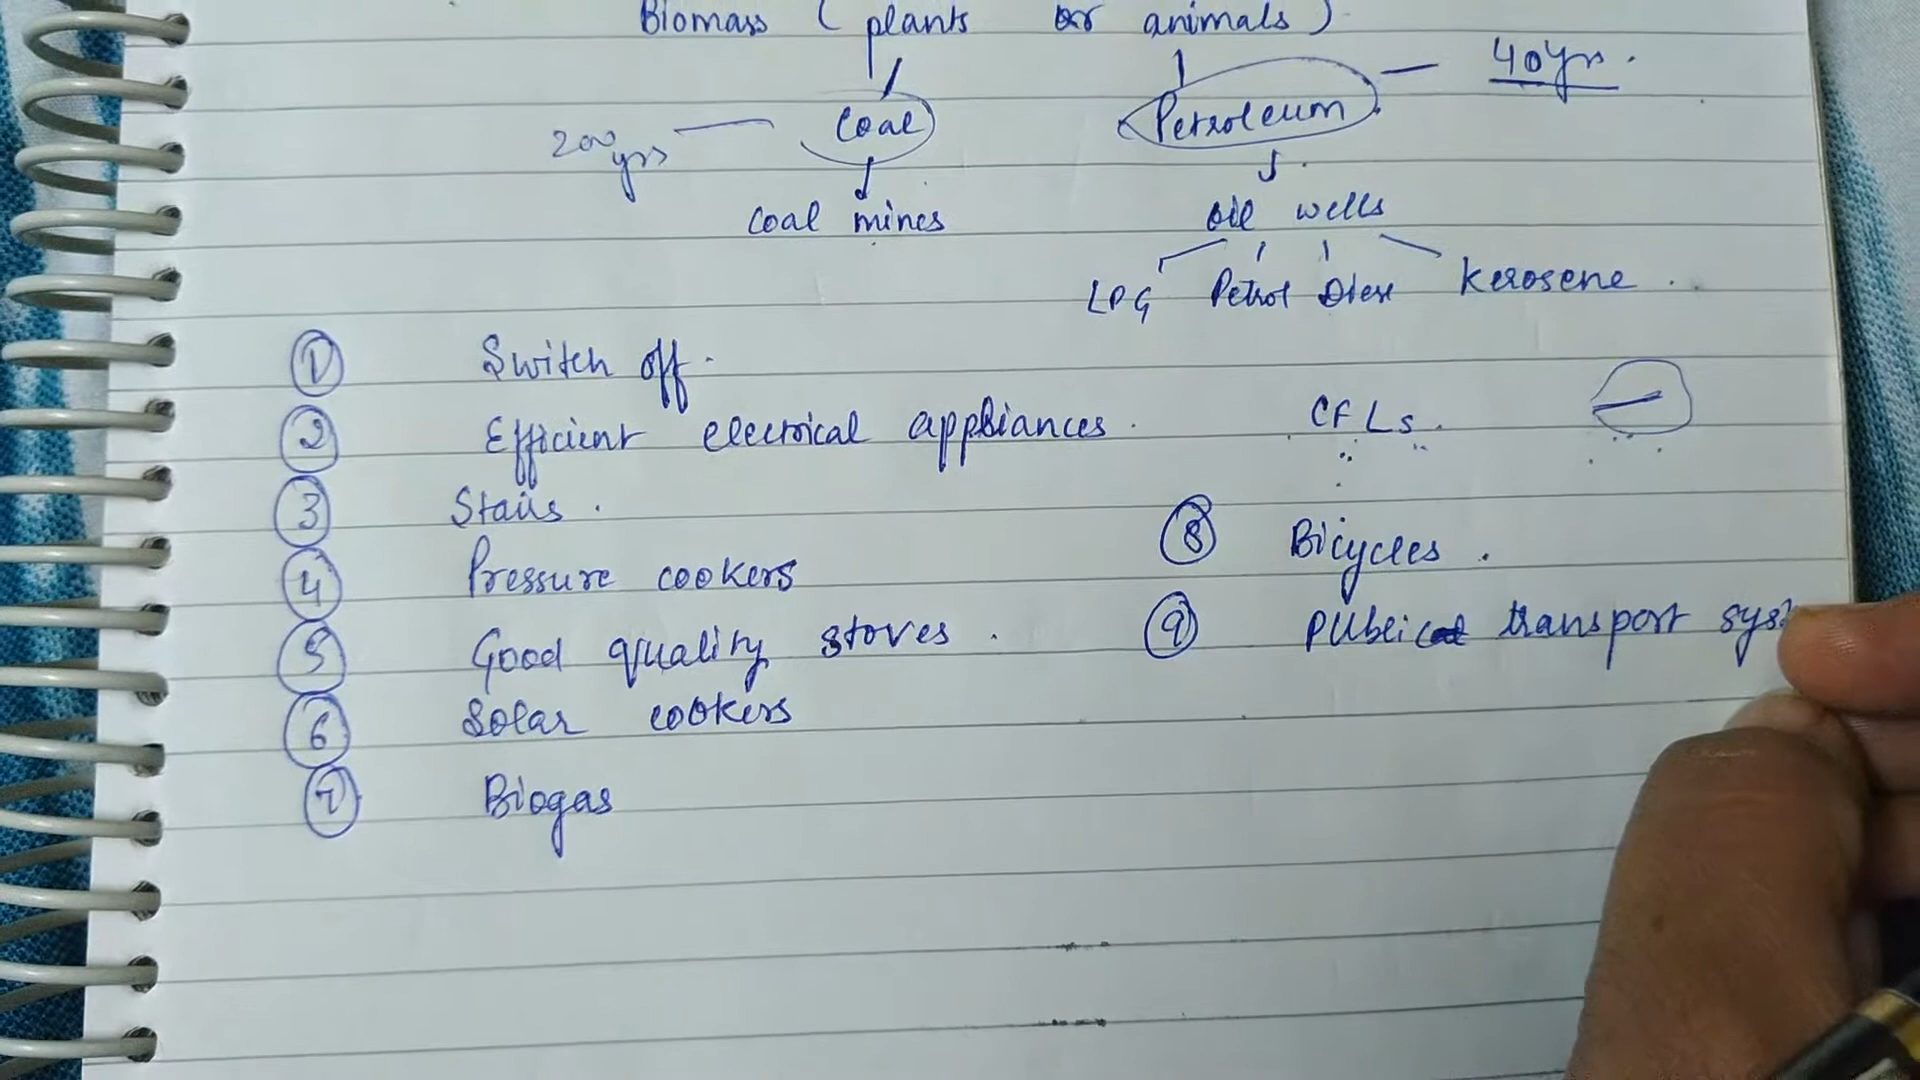 Biomass ( plants or animals )
200 yrs — Coal
Petroleum — 40 yrs.
Coal mines
Oil wells
LPG Petrol Diese Kerosene
① Switch off.
② Efficient electrical appliances. CFLs.
③ Stairs.
④ Pressure cookers
⑤ Good quality stoves.
⑥ Solar cookers
⑦ Biogas
⑧ Bicycles.
⑨ Public transport sys